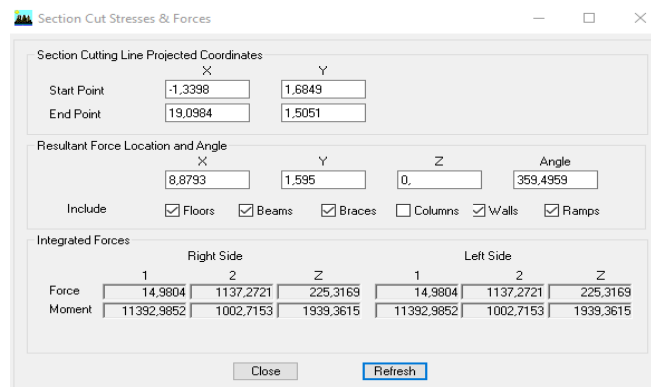 Section Cut Stresses & Forces
Section Cutting Line Projected Coordinates
X Y
Start Point -1,3398 1,6849
End Point 19,0984 1,5051
Resultant Force Location and Angle
X Y Z Angle
8,8793 1,595 0, 359,4959
Include Floors Beams Braces Columns Walls Ramps
Integrated Forces
Right Side Left Side
1 2 Z 1 2 Z
Force 14,9804 1137,2721 225,3169 14,9804 1137,2721 225,3169
Moment 11392,9852 1002,7153 1939,3615 11392,9852 1002,7153 1939,3615
Close Refresh